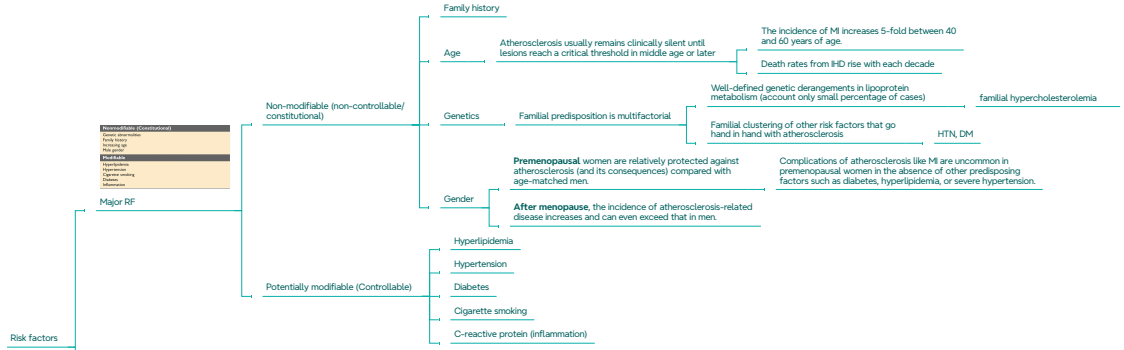 Family history
The incidence of MI increases 5-fold between 40
and 60 years of age.
Age
Atherosclerosis usually remains clinically silent until
lesions reach a critical threshold in middle age or later
Death rates from IHD rise with each decade
Well-defined genetic derangements in lipoprotein
metabolism (account only small percentage of cases)
familial hypercholesterolemia
Non-modifiable (non-controllable/
constitutional)
Genetics
Familial predisposition is multifactorial
Familial clustering of other risk factors that go
hand in hand with atherosclerosis
HTN, DM
Nonmodifiable (Constitutional)
Genetic abnormalities
Family history
Increasing age
Male gender
Modifiable
Hyperlipidemia
Hypertension
Cigarette smoking
Diabetes
Inflammation
Premenopausal women are relatively protected against
atherosclerosis (and its consequences) compared with
age-matched men.
Complications of atherosclerosis like MI are uncommon in
premenopausal women in the absence of other predisposing
factors such as diabetes, hyperlipidemia, or severe hypertension.
Gender
After menopause, the incidence of atherosclerosis-related
disease increases and can even exceed that in men.
Major RF
Hyperlipidemia
Hypertension
Potentially modifiable (Controllable)
Diabetes
Cigarette smoking
C-reactive protein (inflammation)
Risk factors